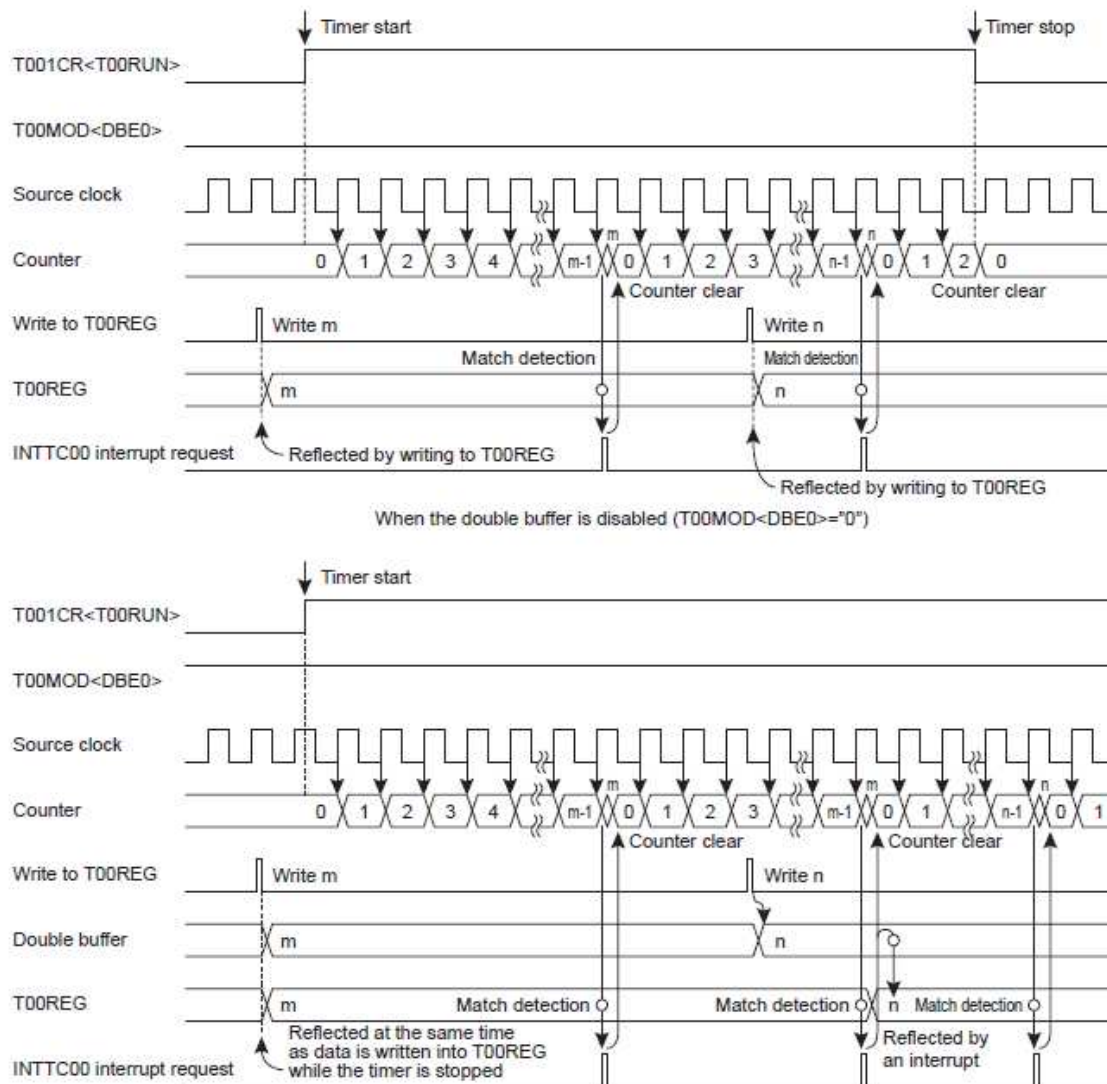 Timer start Timer stop
T001CR<T00RUN>
T00MOD<DBE0>
Source clock
m n
Counter 0 1 2 3 4 m-1 0 1 2 3 n-1 0 1 2 0
Counter clear Counter clear
Write to T00REG Write m Write n
Match detection Match detection
T00REG m n
INTTC00 interrupt request Reflected by writing to T00REG
Reflected by writing to T00REG
When the double buffer is disabled (T00MOD<DBE0>="0")
Timer start
T001CR<T00RUN>
T00MOD<DBE0>
Source clock
m m n
Counter 0 1 2 3 4 m-1 0 1 2 3 m-1 0 1 n-1 0 1
Counter clear Counter clear
Write to T00REG Write m Write n
Double buffer m n
T00REG m Match detection Match detection n Match detection
Reflected at the same time
as data is written into T00REG
while the timer is stopped
Reflected by
an interrupt
INTTC00 interrupt request